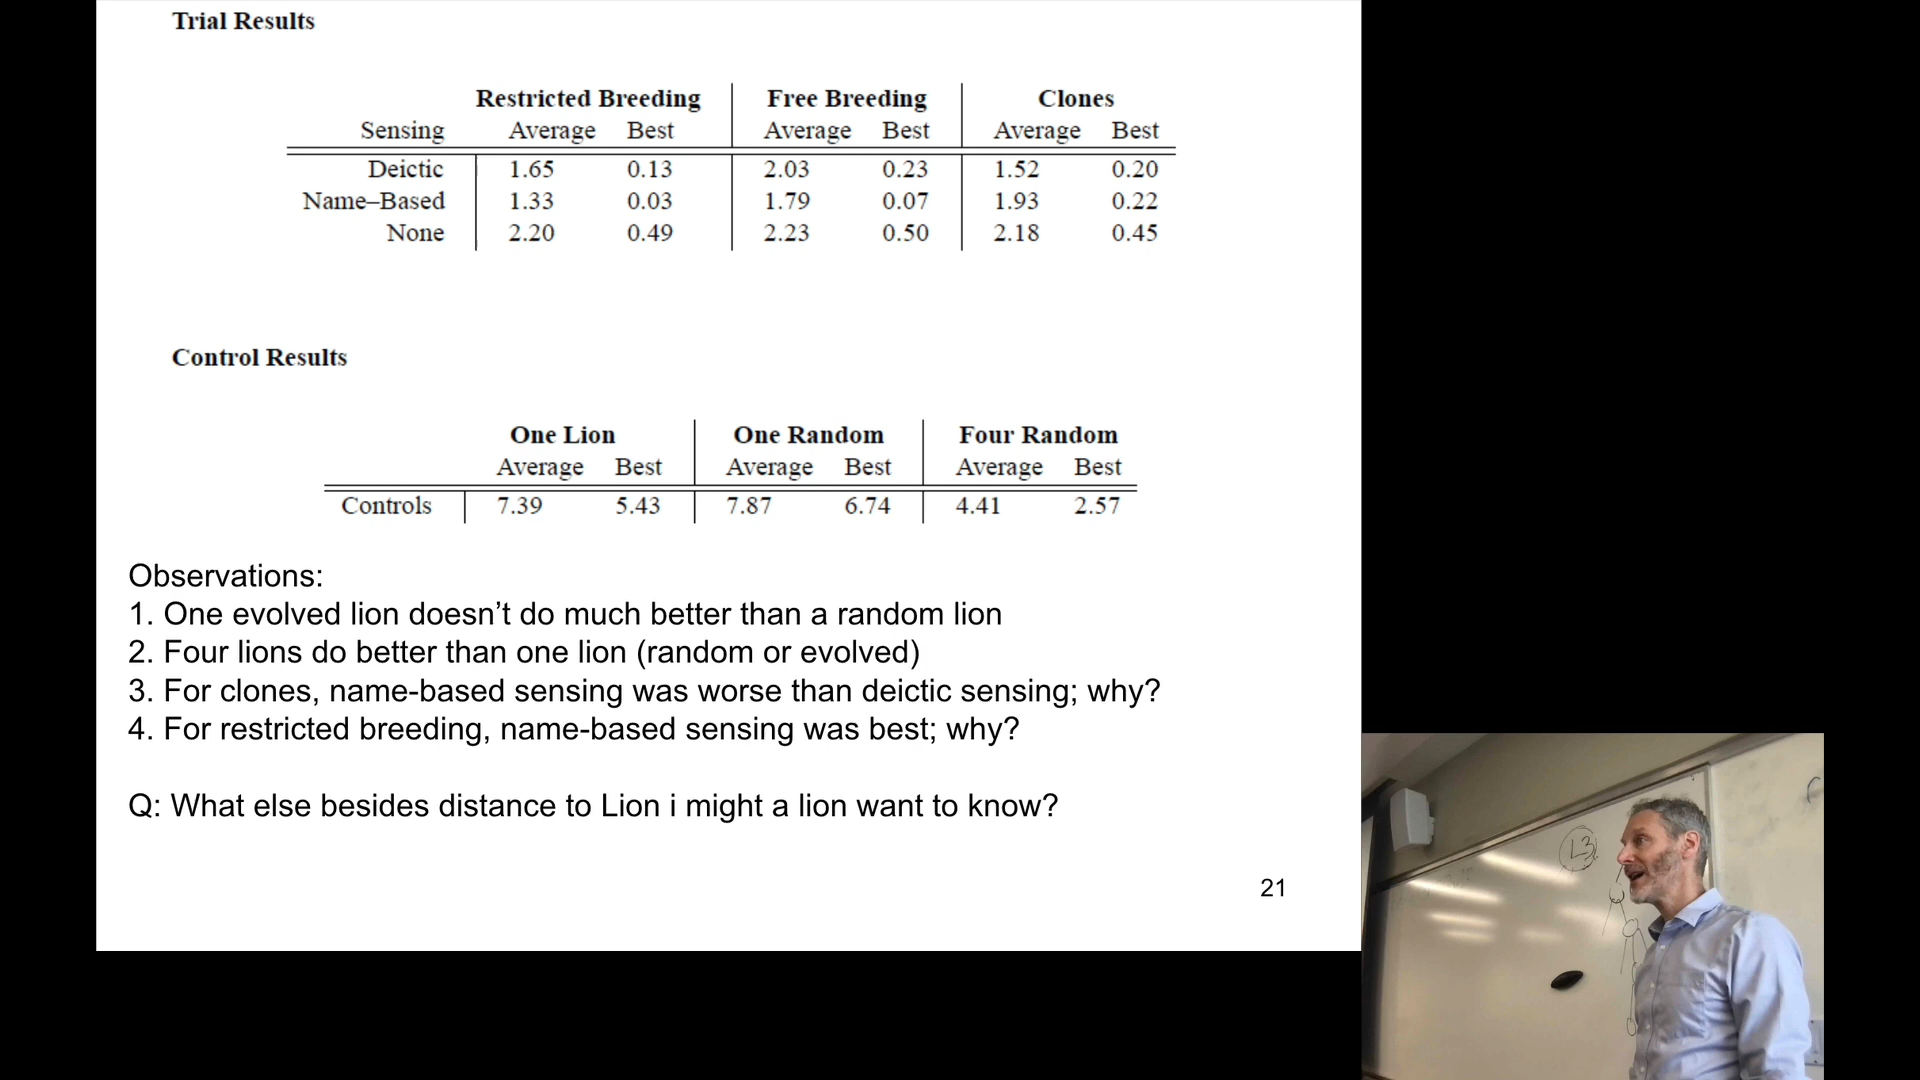 Trial Results
Restricted Breeding Free Breeding Clones
Sensing Average Best Average Best Average Best
Deictic 1.65 0.13 2.03 0.23 1.52 0.20
Name–Based 1.33 0.03 1.79 0.07 1.93 0.22
None 2.20 0.49 2.23 0.50 2.18 0.45
Control Results
One Lion One Random Four Random
Average Best Average Best Average Best
Controls 7.39 5.43 7.87 6.74 4.41 2.57
Observations:
1. One evolved lion doesn’t do much better than a random lion
2. Four lions do better than one lion (random or evolved)
3. For clones, name-based sensing was worse than deictic sensing; why?
4. For restricted breeding, name-based sensing was best; why?
Q: What else besides distance to Lion i might a lion want to know?
21
L3